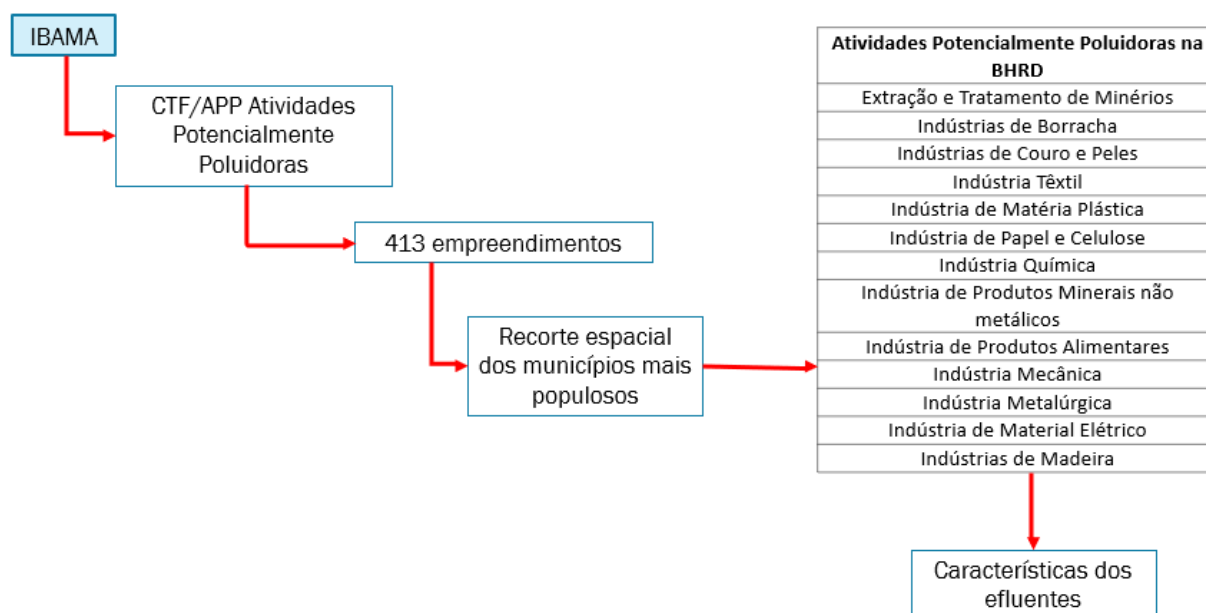 IBAMA
CTF/APP Atividades
Potencialmente
Poluidoras
413 empreendimentos
Recorte espacial
dos municípios mais
populosos
Atividades Potencialmente Poluidoras na
BHRD
Extração e Tratamento de Minérios
Indústrias de Borracha
Indústrias de Couro e Peles
Indústria Têxtil
Indústria de Matéria Plástica
Indústria de Papel e Celulose
Indústria Química
Indústria de Produtos Minerais não
metálicos
Indústria de Produtos Alimentares
Indústria Mecânica
Indústria Metalúrgica
Indústria de Material Elétrico
Indústrias de Madeira
Características dos
efluentes